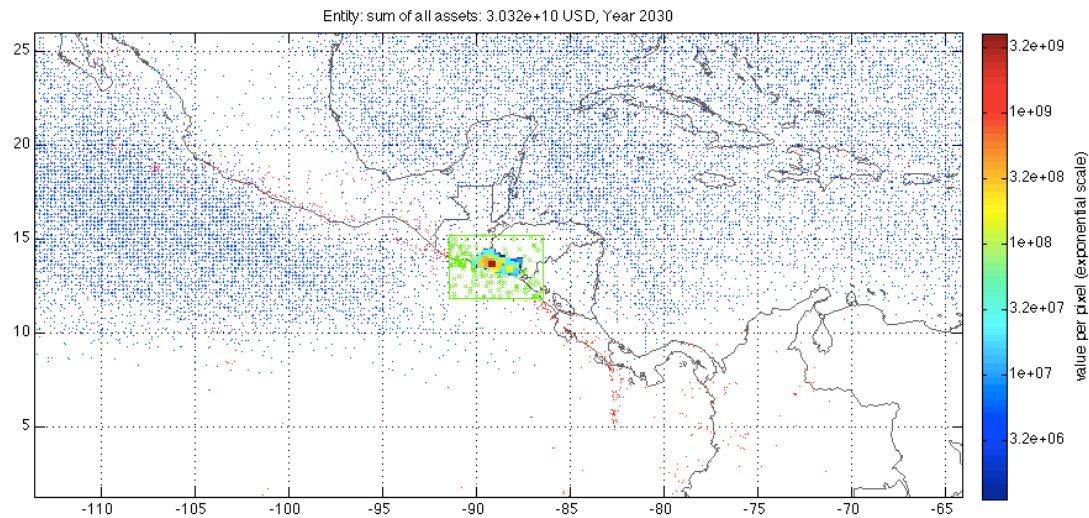 Entity: sum of all assets: 3.032e+10 USD, Year 2030
25
20
15
10
5
-110
-105
-100
-95
-90
-85
-80
-75
-70
-65
3.2e+09
1e+09
3.2e+08
1e+08
3.2e+07
1e+07
3.2e+06
value per pixel (exponential scale)